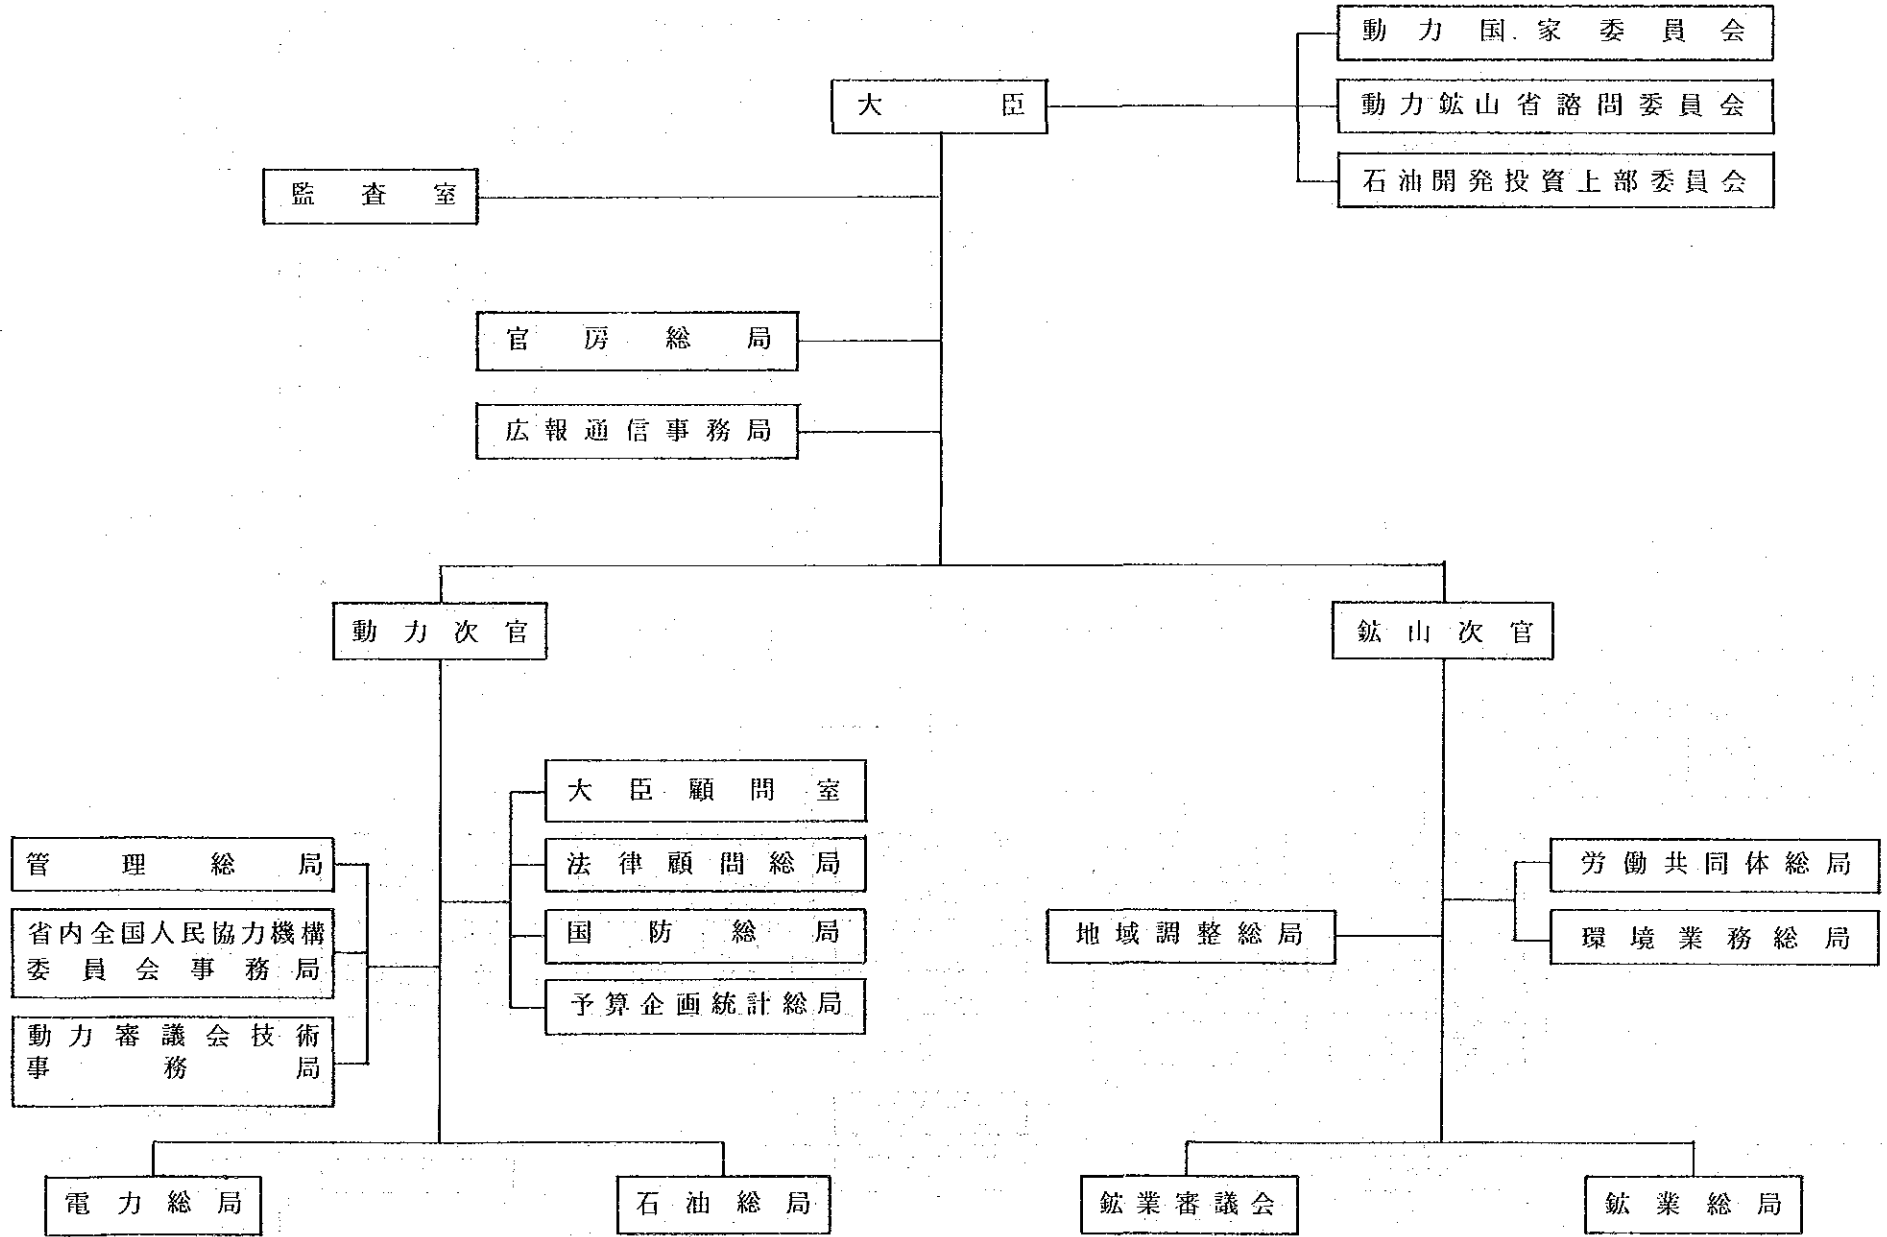 動力国家委員会
大臣
動力鉱山省諮問委員会
石油開発投資上部委員会
監査室
官房総局
広報通信事務局
動力次官
鉱山次官
大臣顧問室
法律顧問総局
国防総局
予算企画統計総局
管理総局
省内全国人民協力機構
委員会事務局
動力審議会技術
事務局
労働共同体総局
環境業務総局
地域調整総局
電力総局
石油総局
鉱業審議会
鉱業総局